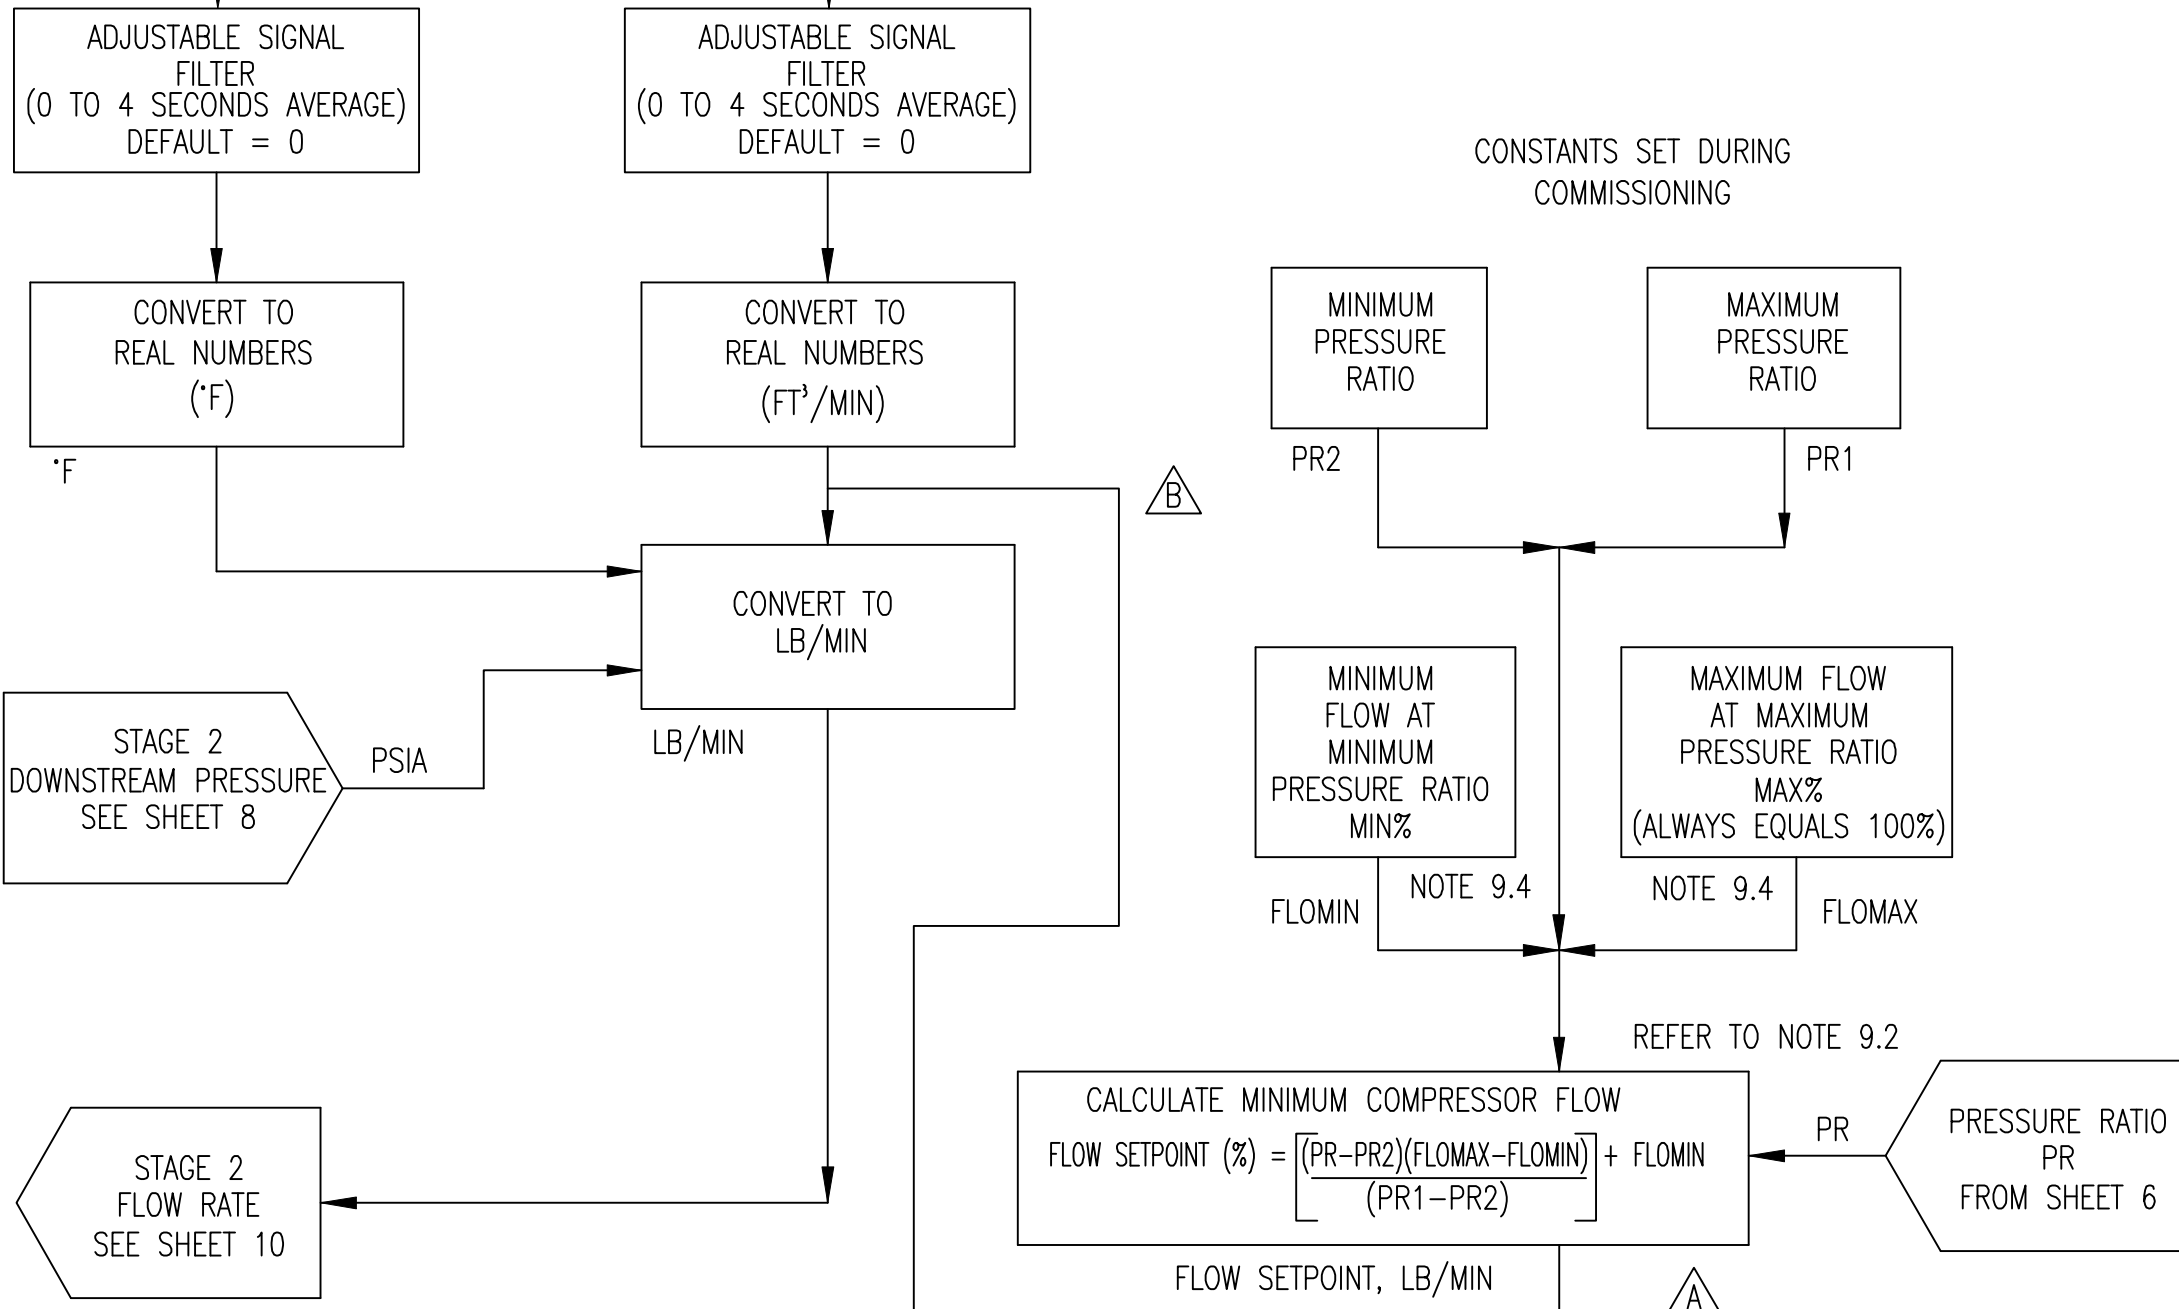 ADJUSTABLE SIGNAL
FILTER
(0 TO 4 SECONDS AVERAGE)
DEFAULT = 0
ADJUSTABLE SIGNAL
FILTER
(0 TO 4 SECONDS AVERAGE)
DEFAULT = 0
CONSTANTS SET DURING
COMMISSIONING
CONVERT TO
REAL NUMBERS
(°F)
°F
CONVERT TO
REAL NUMBERS
(FT³/MIN)
B
MINIMUM
PRESSURE
RATIO
PR2
MAXIMUM
PRESSURE
RATIO
PR1
CONVERT TO
LB/MIN
LB/MIN
STAGE 2
DOWNSTREAM PRESSURE
SEE SHEET 8
PSIA
MINIMUM
FLOW AT
MINIMUM
PRESSURE RATIO
MIN%
NOTE 9.4
FLOMIN
MAXIMUM FLOW
AT MAXIMUM
PRESSURE RATIO
MAX%
(ALWAYS EQUALS 100%)
NOTE 9.4
FLOMAX
REFER TO NOTE 9.2
CALCULATE MINIMUM COMPRESSOR FLOW
FLOW SETPOINT (%) = [(PR-PR2)(FLOMAX-FLOMIN)] + FLOMIN
(PR1-PR2)
PR
PRESSURE RATIO
PR
FROM SHEET 6
STAGE 2
FLOW RATE
SEE SHEET 10
FLOW SETPOINT, LB/MIN
A